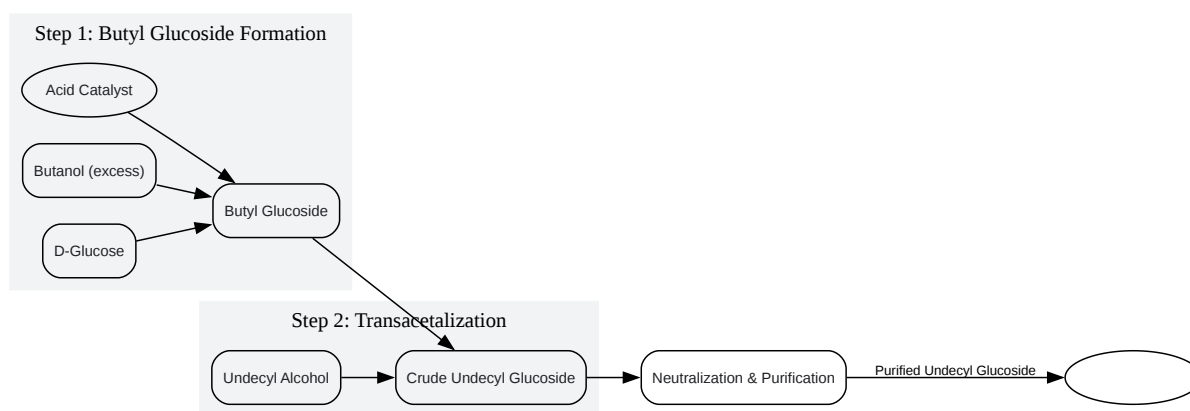 Step 1: Butyl Glucoside Formation
Acid Catalyst
Butanol (excess)
Butyl Glucoside
D-Glucose
Step 2: Transacetalization
Undecyl Alcohol
Crude Undecyl Glucoside
Neutralization & Purification
Purified Undecyl Glucoside